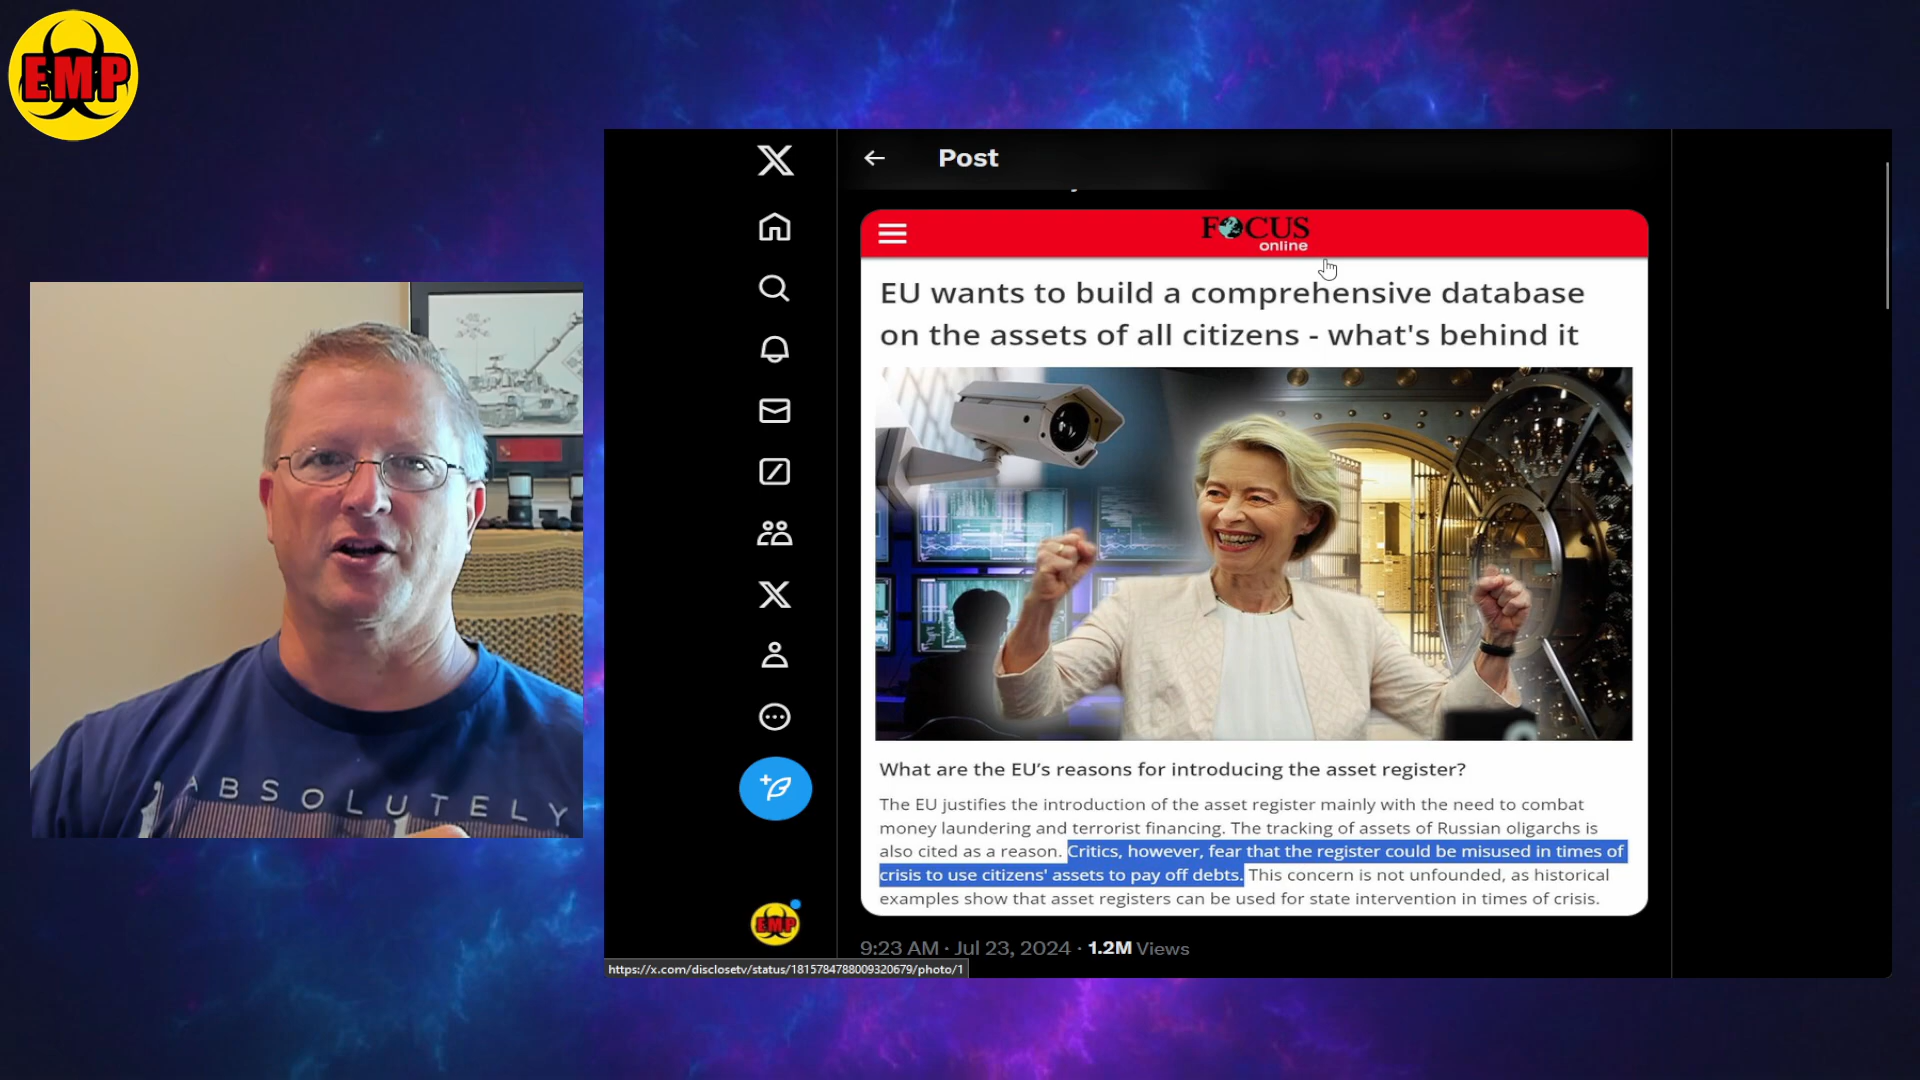 EMP
Post
FOCUS
online
EU wants to build a comprehensive database
on the assets of all citizens - what's behind it
What are the EU's reasons for introducing the asset register?
The EU justifies the introduction of the asset register mainly with the need to combat
money laundering and terrorist financing. The tracking of assets of Russian oligarchs is
also cited as a reason. Critics, however, fear that the register could be misused in times of
crisis to use citizens' assets to pay off debts. This concern is not unfounded, as historical
examples show that asset registers can be used for state intervention in times of crisis.
9:23 AM · Jul 23, 2024 · 1.2M Views
https://x.com/disclosetv/status/1815784788009320679/photo/1
EMP
ABSOLUTELY